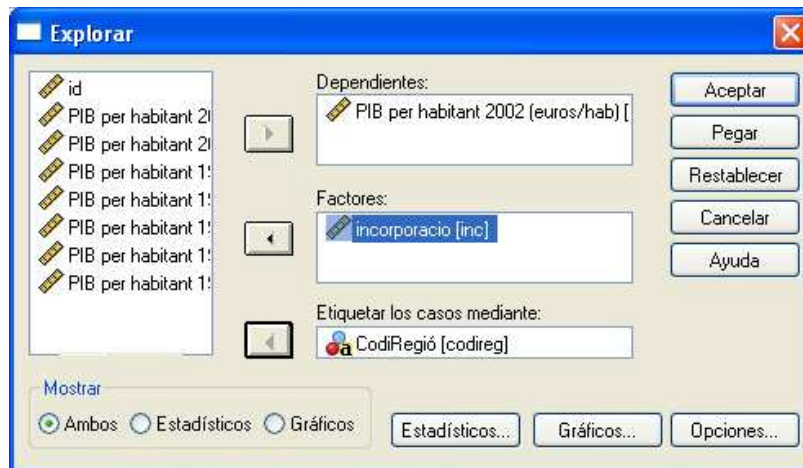 Explorar
id
PIB per habitant 2
PIB per habitant 2
PIB per habitant 1
PIB per habitant 1
PIB per habitant 1
PIB per habitant 1
PIB per habitant 1
Dependientes:
PIB per habitant 2002 (euros/hab) [
Factores:
incorporacio [inc]
Etiquetar los casos mediante:
CodiRegió [codireg]
Aceptar
Pegar
Restablecer
Cancelar
Ayuda
Mostrar
Ambos Estadísticos Gráficos
Estadísticos... Gráficos... Opciones...